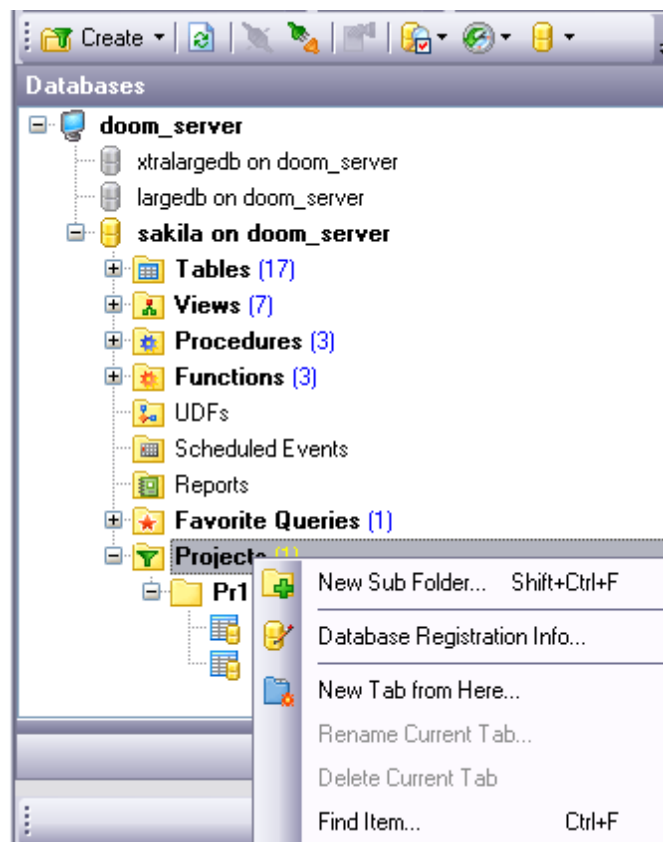 Create
Databases
doom_server
xtralargedb on doom_server
largedb on doom_server
sakila on doom_server
Tables (17)
Views (7)
Procedures (3)
Functions (3)
UDFs
Scheduled Events
Reports
Favorite Queries (1)
Projects (1)
Pr1
New Sub Folder... Shift+Ctrl+F
Database Registration Info...
New Tab from Here...
Rename Current Tab...
Delete Current Tab
Find Item... Ctrl+F